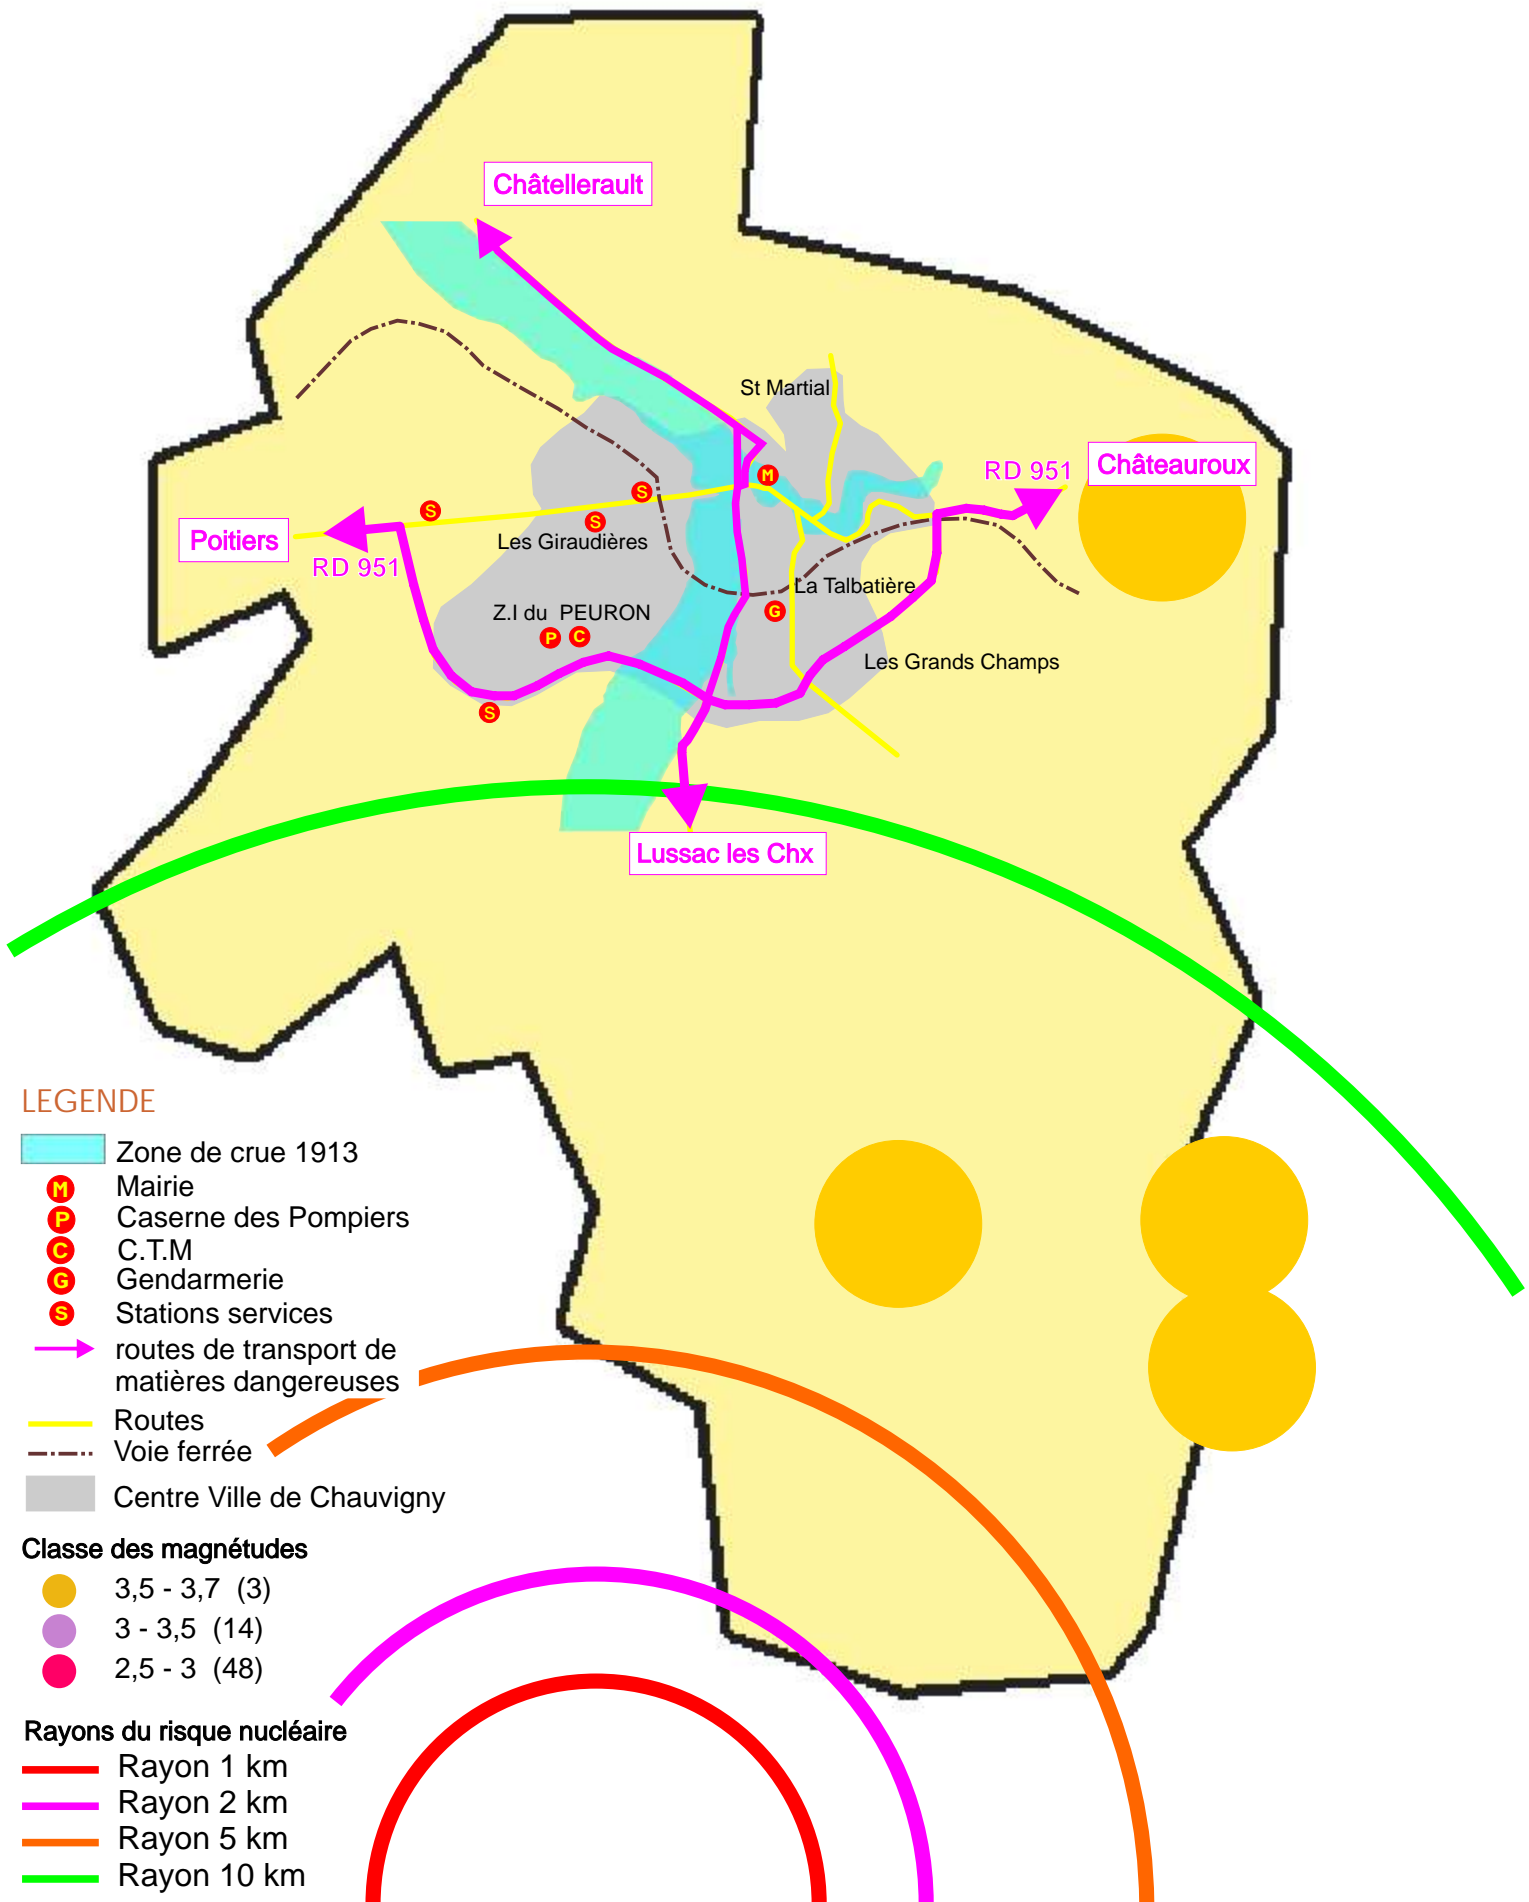 Châtellerault
St Martial
M
RD 951
Châteauroux
S
S
S
Poitiers
Les Giraudières
RD 951
La Talbatière
Z.I du PEURON
G
P
C
Les Grands Champs
S
Lussac les Chx
LEGENDE
Zone de crue 1913
M Mairie
P Caserne des Pompiers
C C.T.M
G Gendarmerie
S Stations services
routes de transport de
matières dangereuses
Routes
Voie ferrée
Centre Ville de Chauvigny
Classe des magnétudes
3,5 - 3,7 (3)
3 - 3,5 (14)
2,5 - 3 (48)
Rayons du risque nucléaire
Rayon 1 km
Rayon 2 km
Rayon 5 km
Rayon 10 km